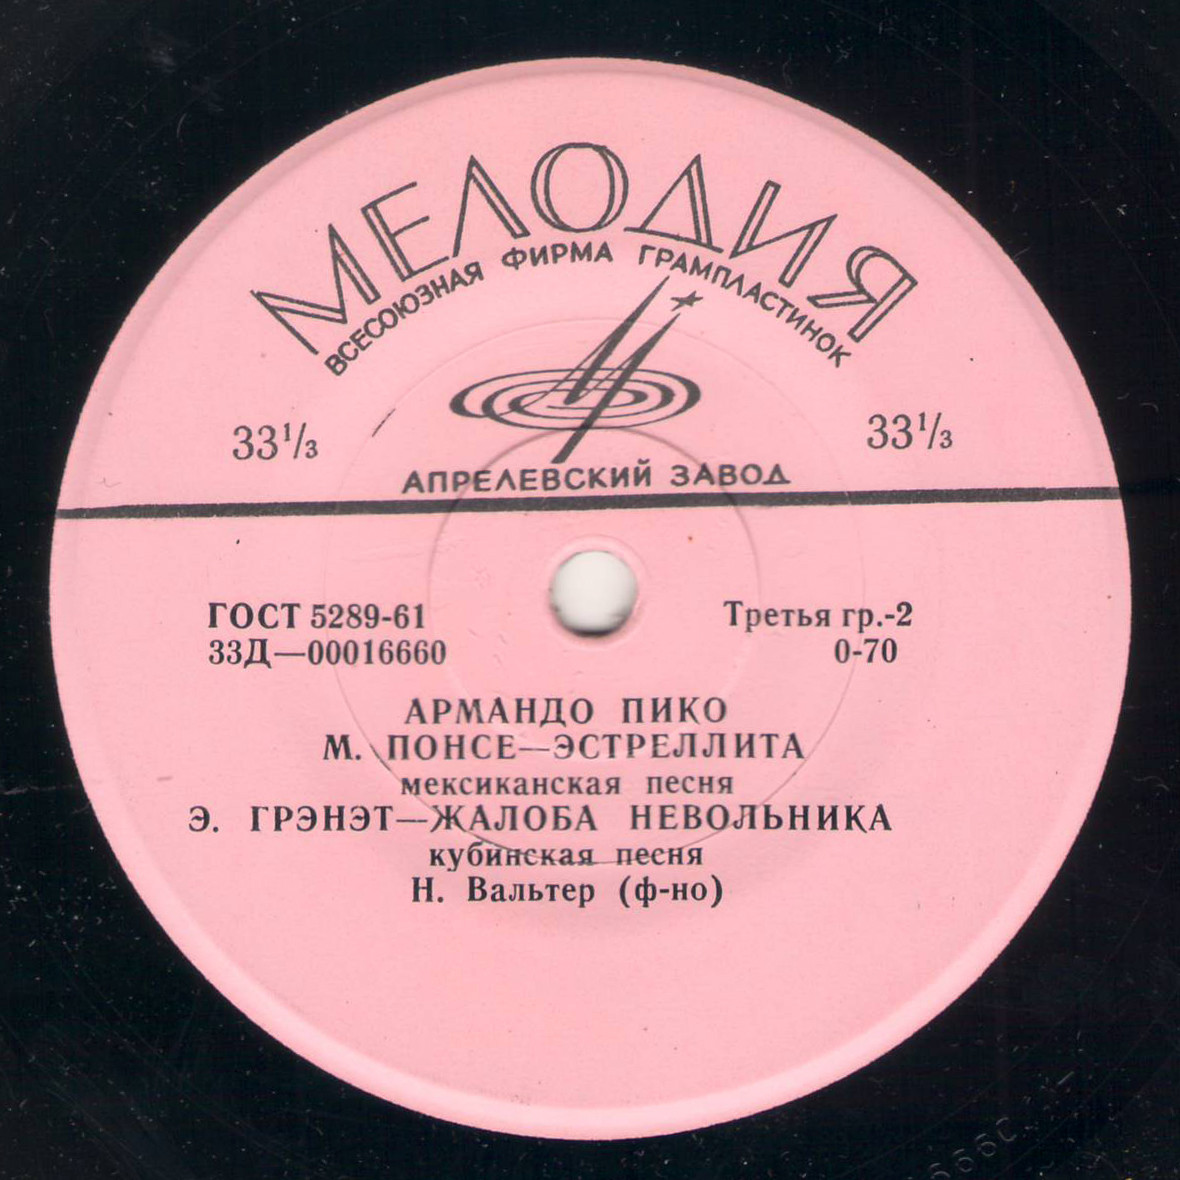 МЕЛОДИЯ
ВСЕСОЮЗНАЯ ФИРМА ГРАМПЛАСТИНОК
33⅓ 33⅓
АПРЕЛЕВСКИЙ ЗАВОД
ГОСТ 5289-61 Третья гр.-2
33Д—00016660 0-70
АРМАНДО ПИКО
М. ПОНСЕ—ЭСТРЕЛЛИТА
мексиканская песня
Э. ГРЭНЭТ—ЖАЛОБА НЕВОЛЬНИКА
кубинская песня
Н. Вальтер (ф-но)